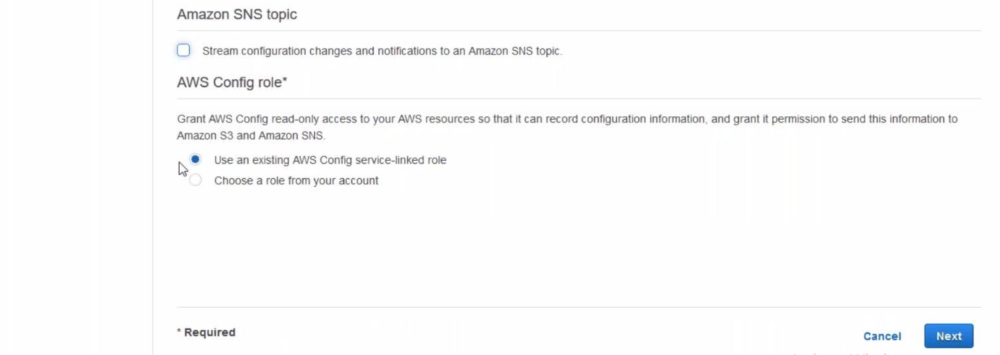 Amazon SNS topic
Stream configuration changes and notifications to an Amazon SNS topic.
AWS Config role*
Grant AWS Config read-only access to your AWS resources so that it can record configuration information, and grant it permission to send this information to
Amazon S3 and Amazon SNS.
Use an existing AWS Config service-linked role
Choose a role from your account
* Required
Cancel
Next